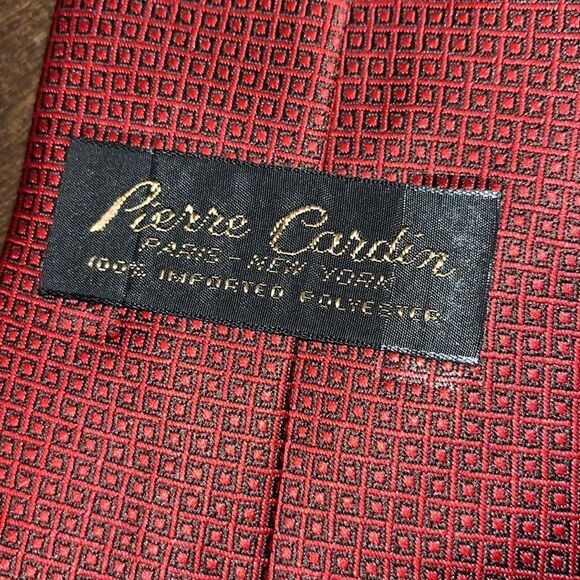 Pierre Cardin
PARIS - NEW YORK
100% IMPORTED POLYESTER